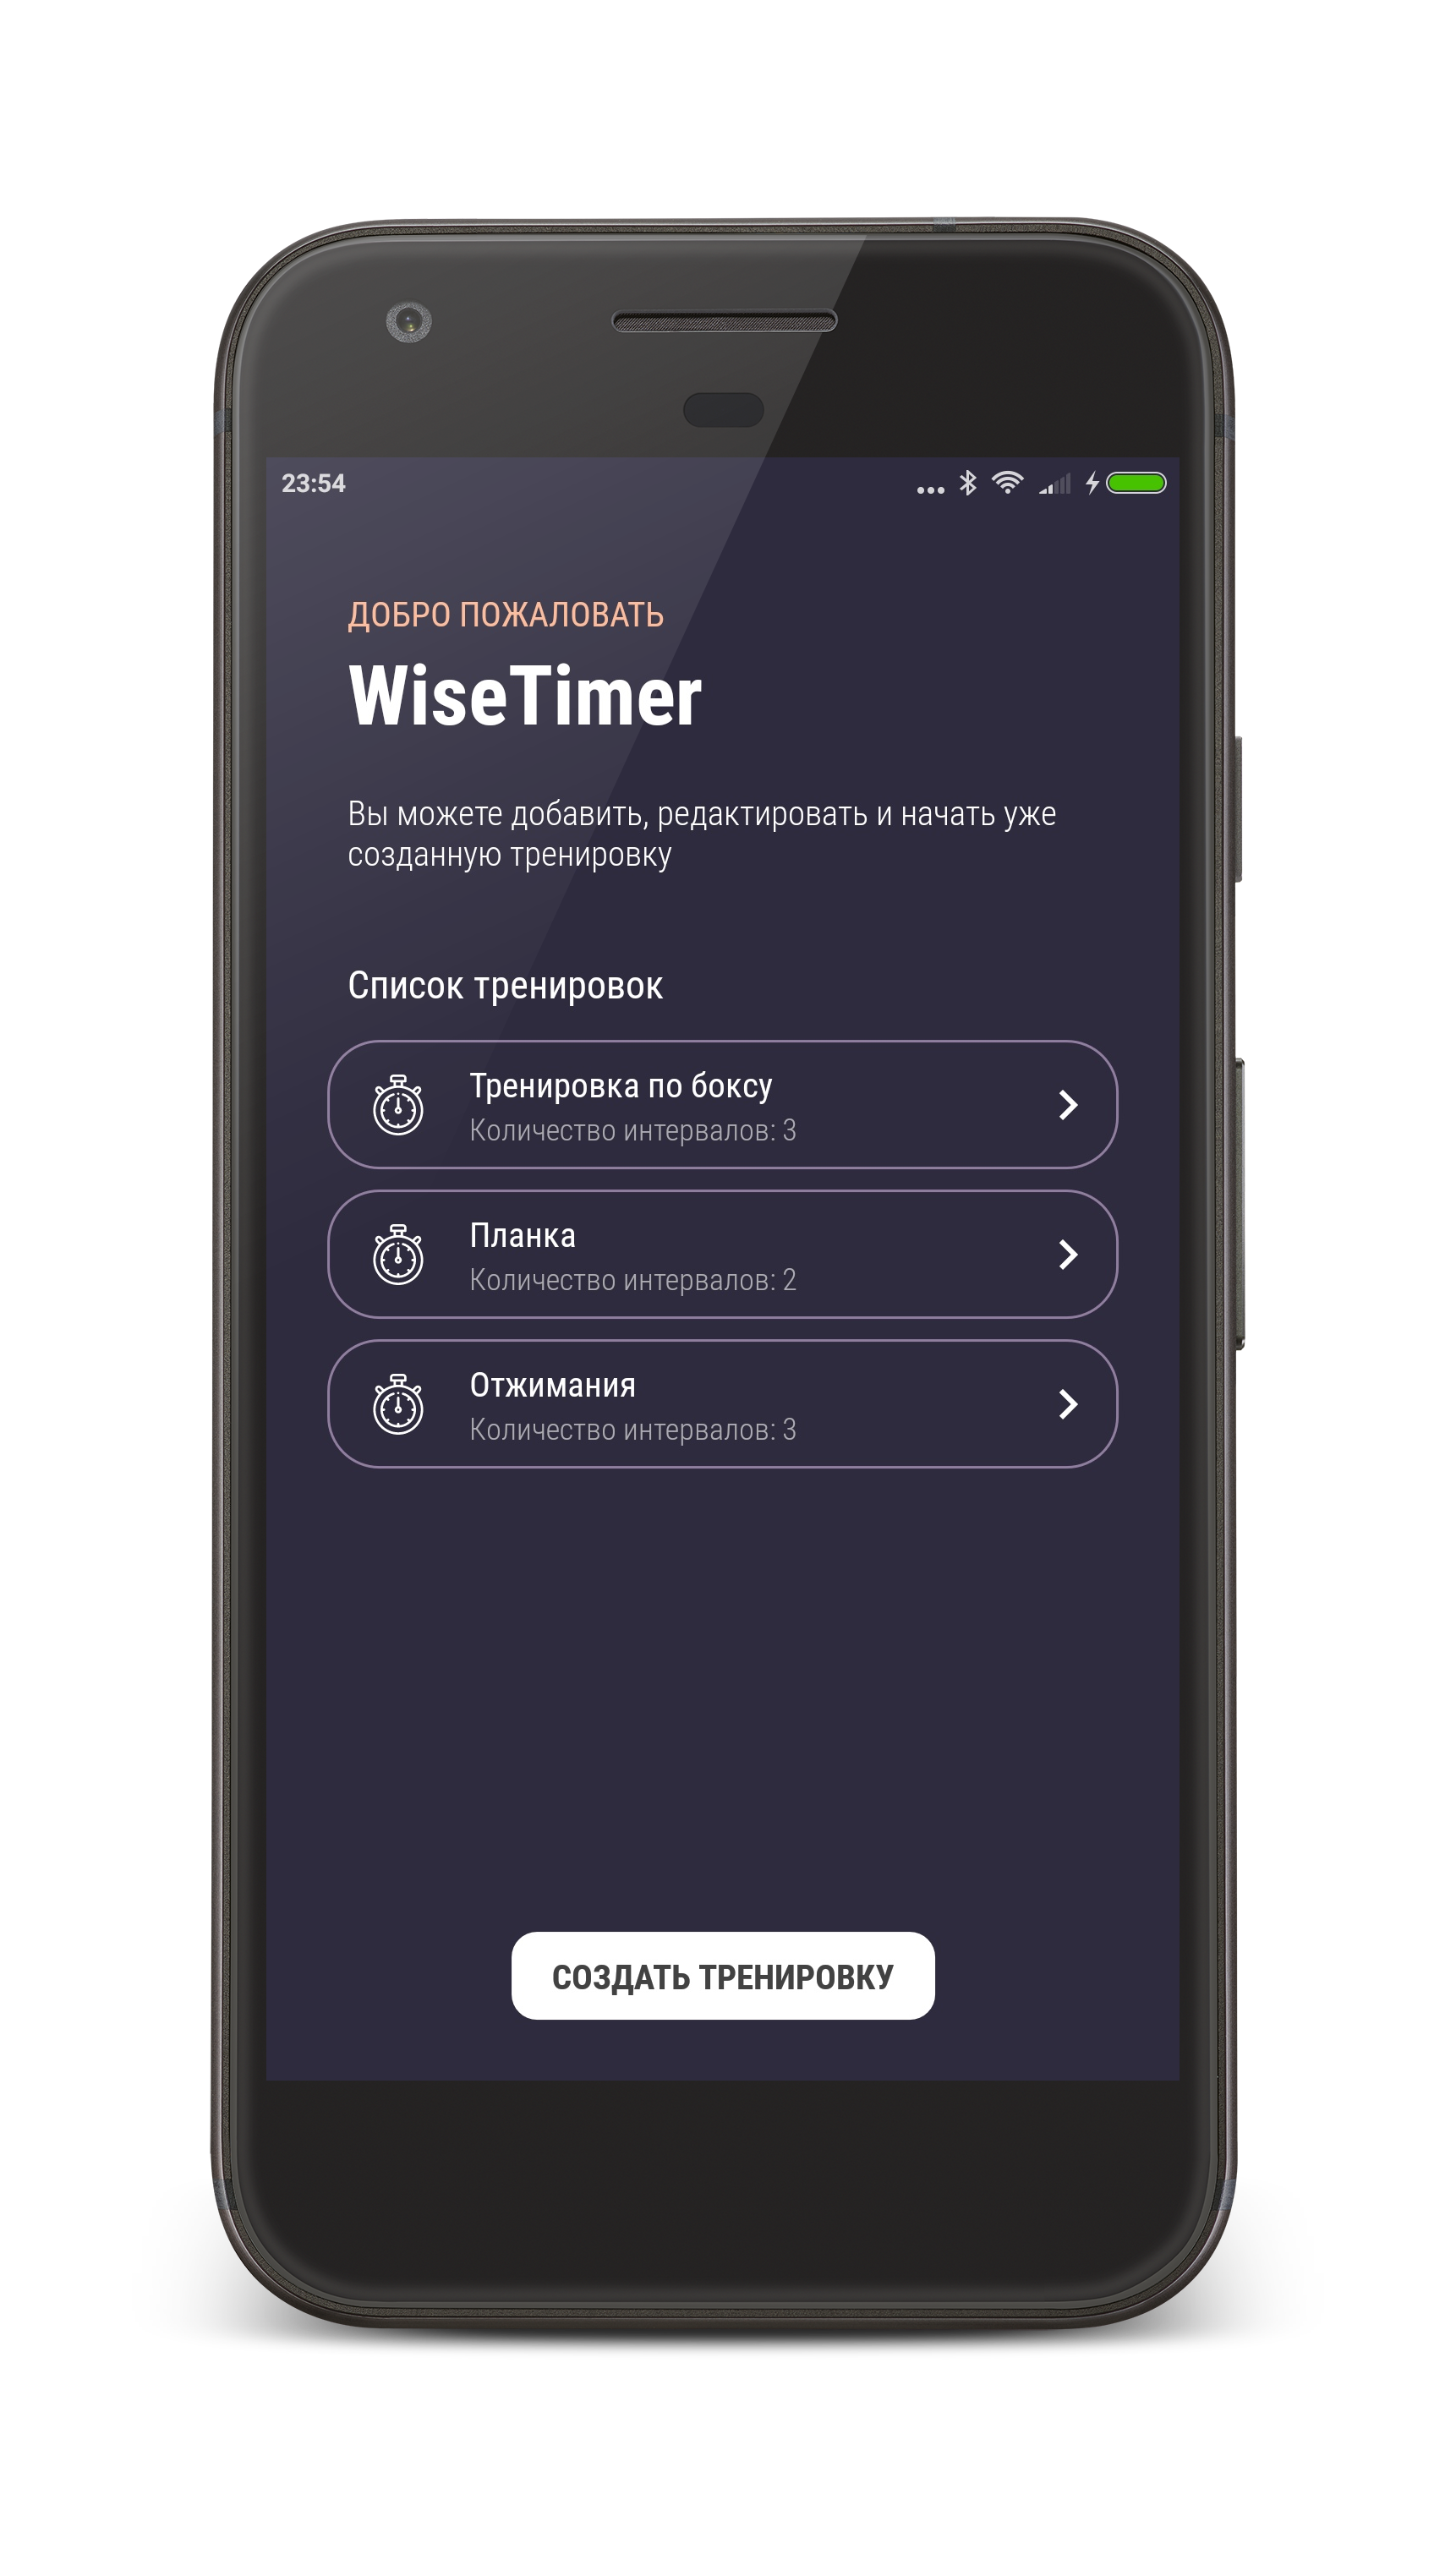 23:54
ДОБРО ПОЖАЛОВАТЬ
WiseTimer
Вы можете добавить, редактировать и начать уже
созданную тренировку
Список тренировок
Тренировка по боксу
Количество интервалов: 3
Планка
Количество интервалов: 2
Отжимания
Количество интервалов: 3
СОЗДАТЬ ТРЕНИРОВКУ